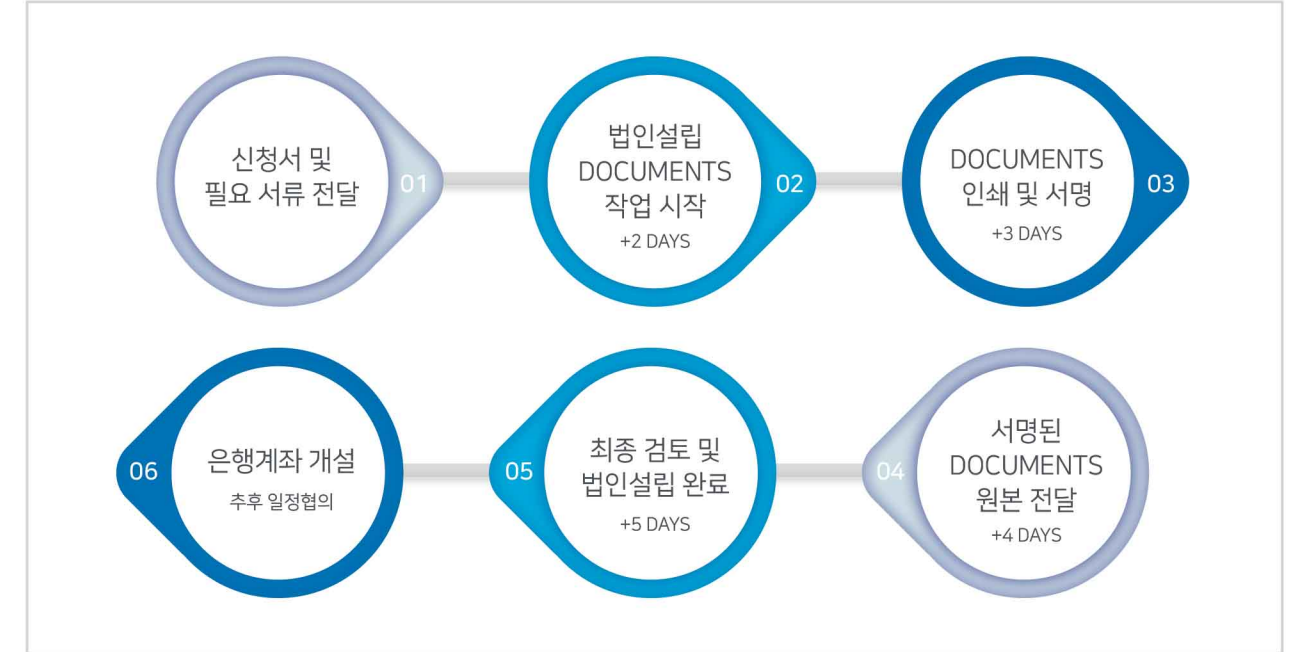 신청서 및
필요 서류 전달
01
법인설립
DOCUMENTS
작업 시작
+2 DAYS
02
DOCUMENTS
인쇄 및 서명
+3 DAYS
03
서명된
DOCUMENTS
원본 전달
+4 DAYS
04
최종 검토 및
법인설립 완료
+5 DAYS
05
은행계좌 개설
추후 일정협의
06